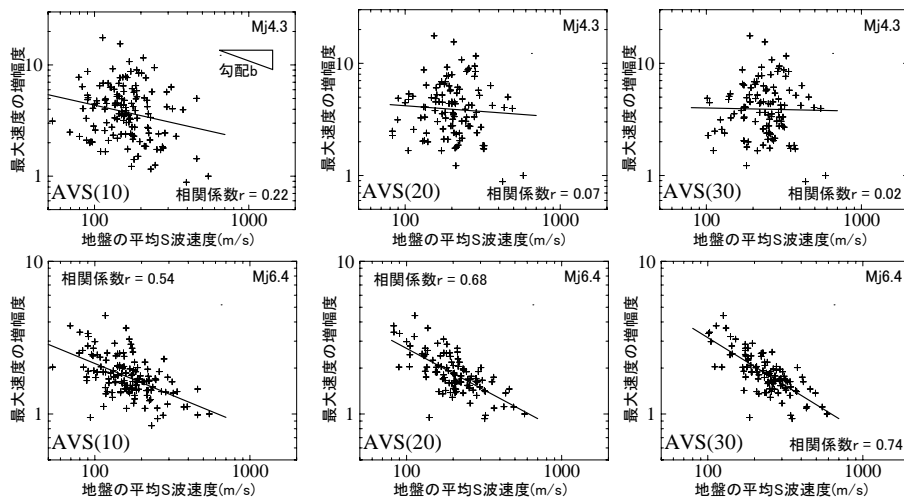 Mj4.3
10
勾配b
最大速度の増幅度
1
AVS(10)
相関係数r = 0.22
100
1000
地盤の平均S波速度(m/s)
Mj4.3
10
最大速度の増幅度
1
AVS(20)
相関係数r = 0.07
100
1000
地盤の平均S波速度(m/s)
Mj4.3
10
最大速度の増幅度
1
AVS(30)
相関係数r = 0.02
100
1000
地盤の平均S波速度(m/s)
10
相関係数r = 0.54
Mj6.4
最大速度の増幅度
1
AVS(10)
100
1000
地盤の平均S波速度(m/s)
10
相関係数r = 0.68
Mj6.4
最大速度の増幅度
1
AVS(20)
100
1000
地盤の平均S波速度(m/s)
10
Mj6.4
最大速度の増幅度
1
AVS(30)
相関係数r = 0.74
100
1000
地盤の平均S波速度(m/s)